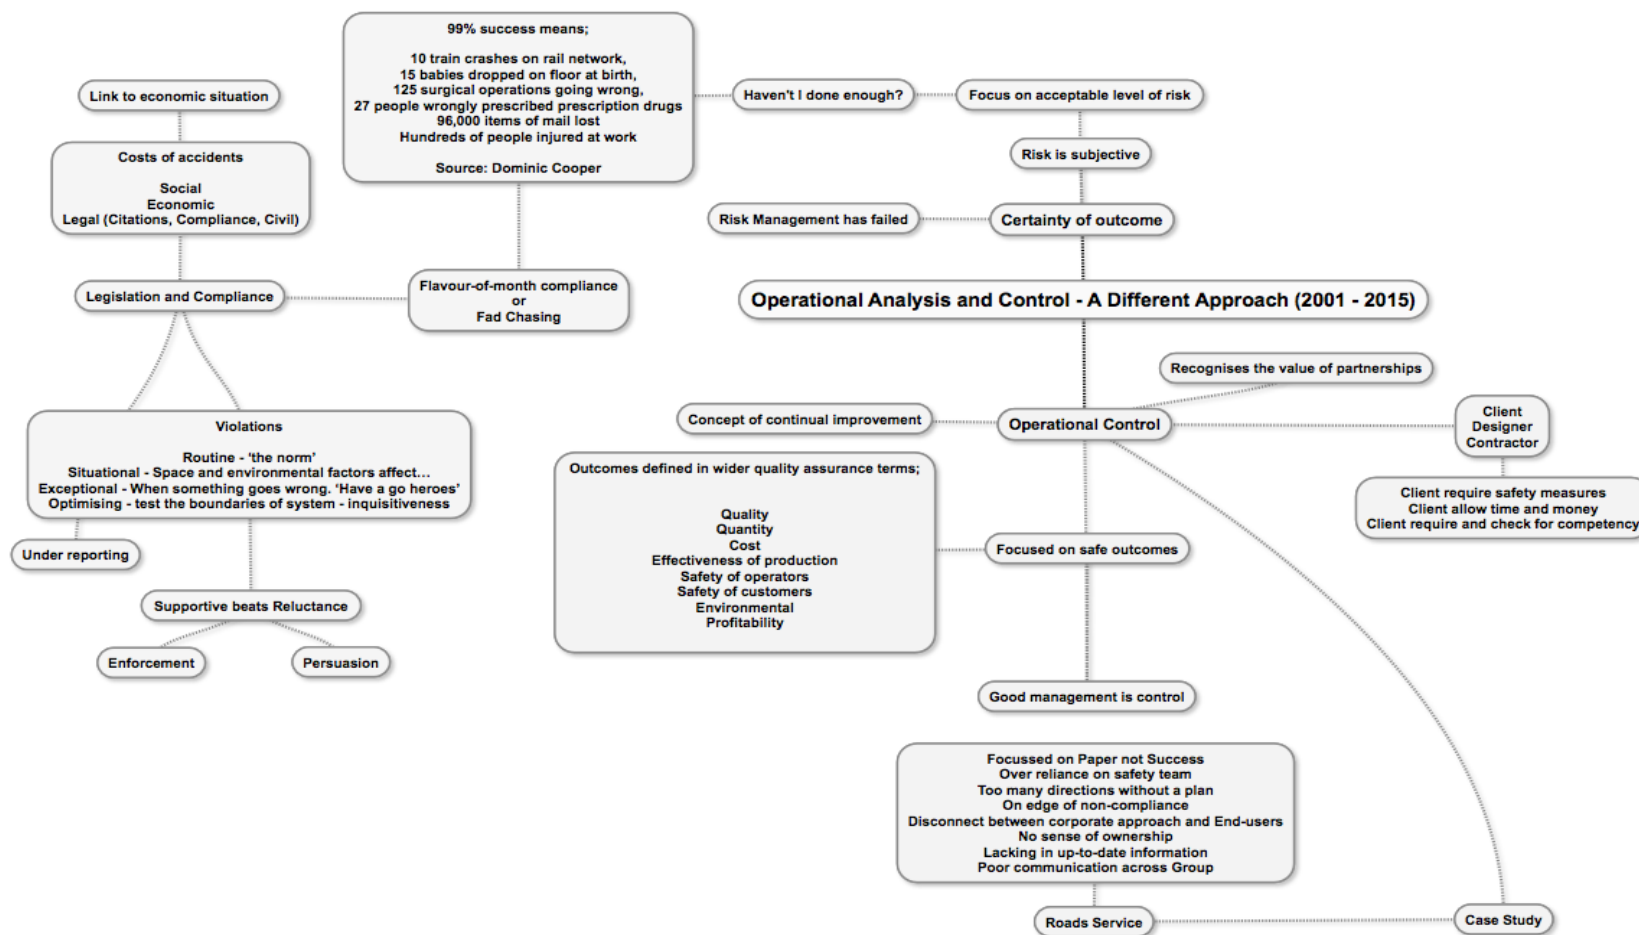 99% success means;
10 train crashes on rail network,
15 babies dropped on floor at birth,
125 surgical operations going wrong,
27 people wrongly prescribed prescription drugs
96,000 items of mail lost
Hundreds of people injured at work
Source: Dominic Cooper
Link to economic situation
Haven't I done enough?
Focus on acceptable level of risk
Costs of accidents
Social
Economic
Legal (Citations, Compliance, Civil)
Risk is subjective
Risk Management has failed
Certainty of outcome
Legislation and Compliance
Flavour-of-month compliance
or
Fad Chasing
Operational Analysis and Control - A Different Approach (2001 - 2015)
Recognises the value of partnerships
Concept of continual improvement
Operational Control
Client
Designer
Contractor
Violations
Routine - ‘the norm’
Situational - Space and environmental factors affect...
Exceptional - When something goes wrong. ‘Have a go heroes’
Optimising - test the boundaries of system - inquisitiveness
Outcomes defined in wider quality assurance terms;
Quality
Quantity
Cost
Effectiveness of production
Safety of operators
Safety of customers
Environmental
Profitability
Client require safety measures
Client allow time and money
Client require and check for competency
Under reporting
Focused on safe outcomes
Supportive beats Reluctance
Enforcement
Persuasion
Good management is control
Focussed on Paper not Success
Over reliance on safety team
Too many directions without a plan
On edge of non-compliance
Disconnect between corporate approach and End-users
No sense of ownership
Lacking in up-to-date information
Poor communication across Group
Roads Service
Case Study